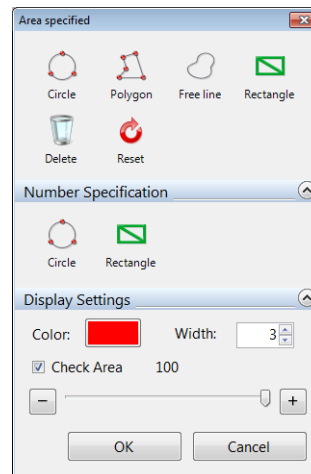 Area specified
Circle Polygon Free line Rectangle
Delete Reset
Number Specification
Circle Rectangle
Display Settings
Color: Width: 3
Check Area 100
OK Cancel